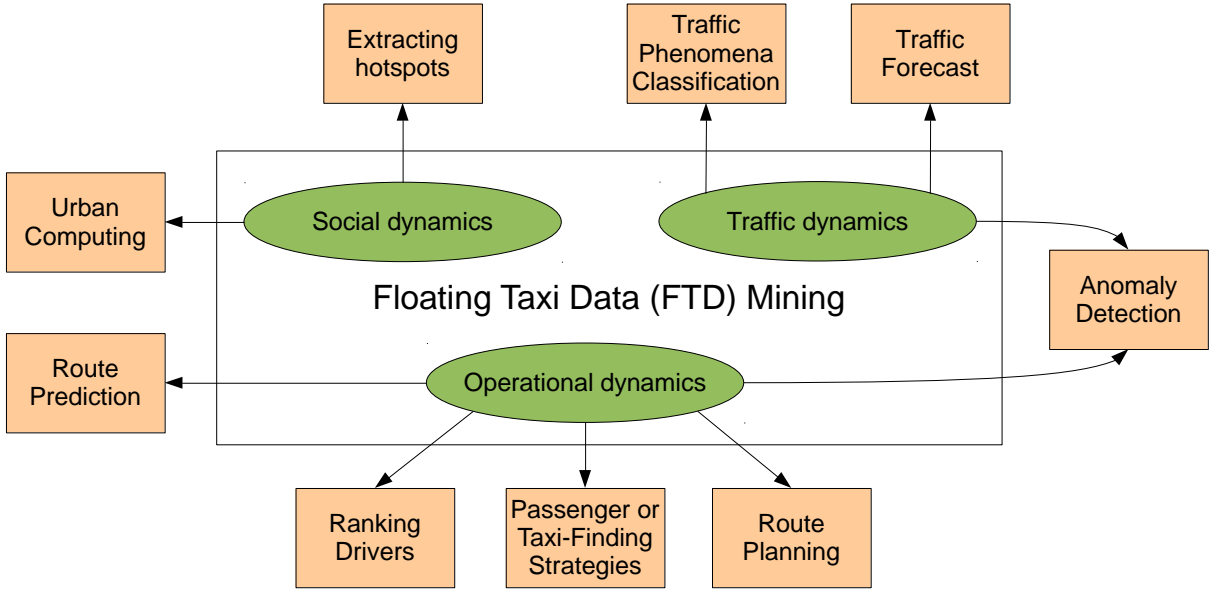 Extracting
hotspots
Traffic
Phenomena
Classification
Traffic
Forecast
Urban
Computing
Social dynamics
Traffic dynamics
Anomaly
Detection
Floating Taxi Data (FTD) Mining
Route
Prediction
Operational dynamics
Ranking
Drivers
Passenger or
Taxi-Finding
Strategies
Route
Planning